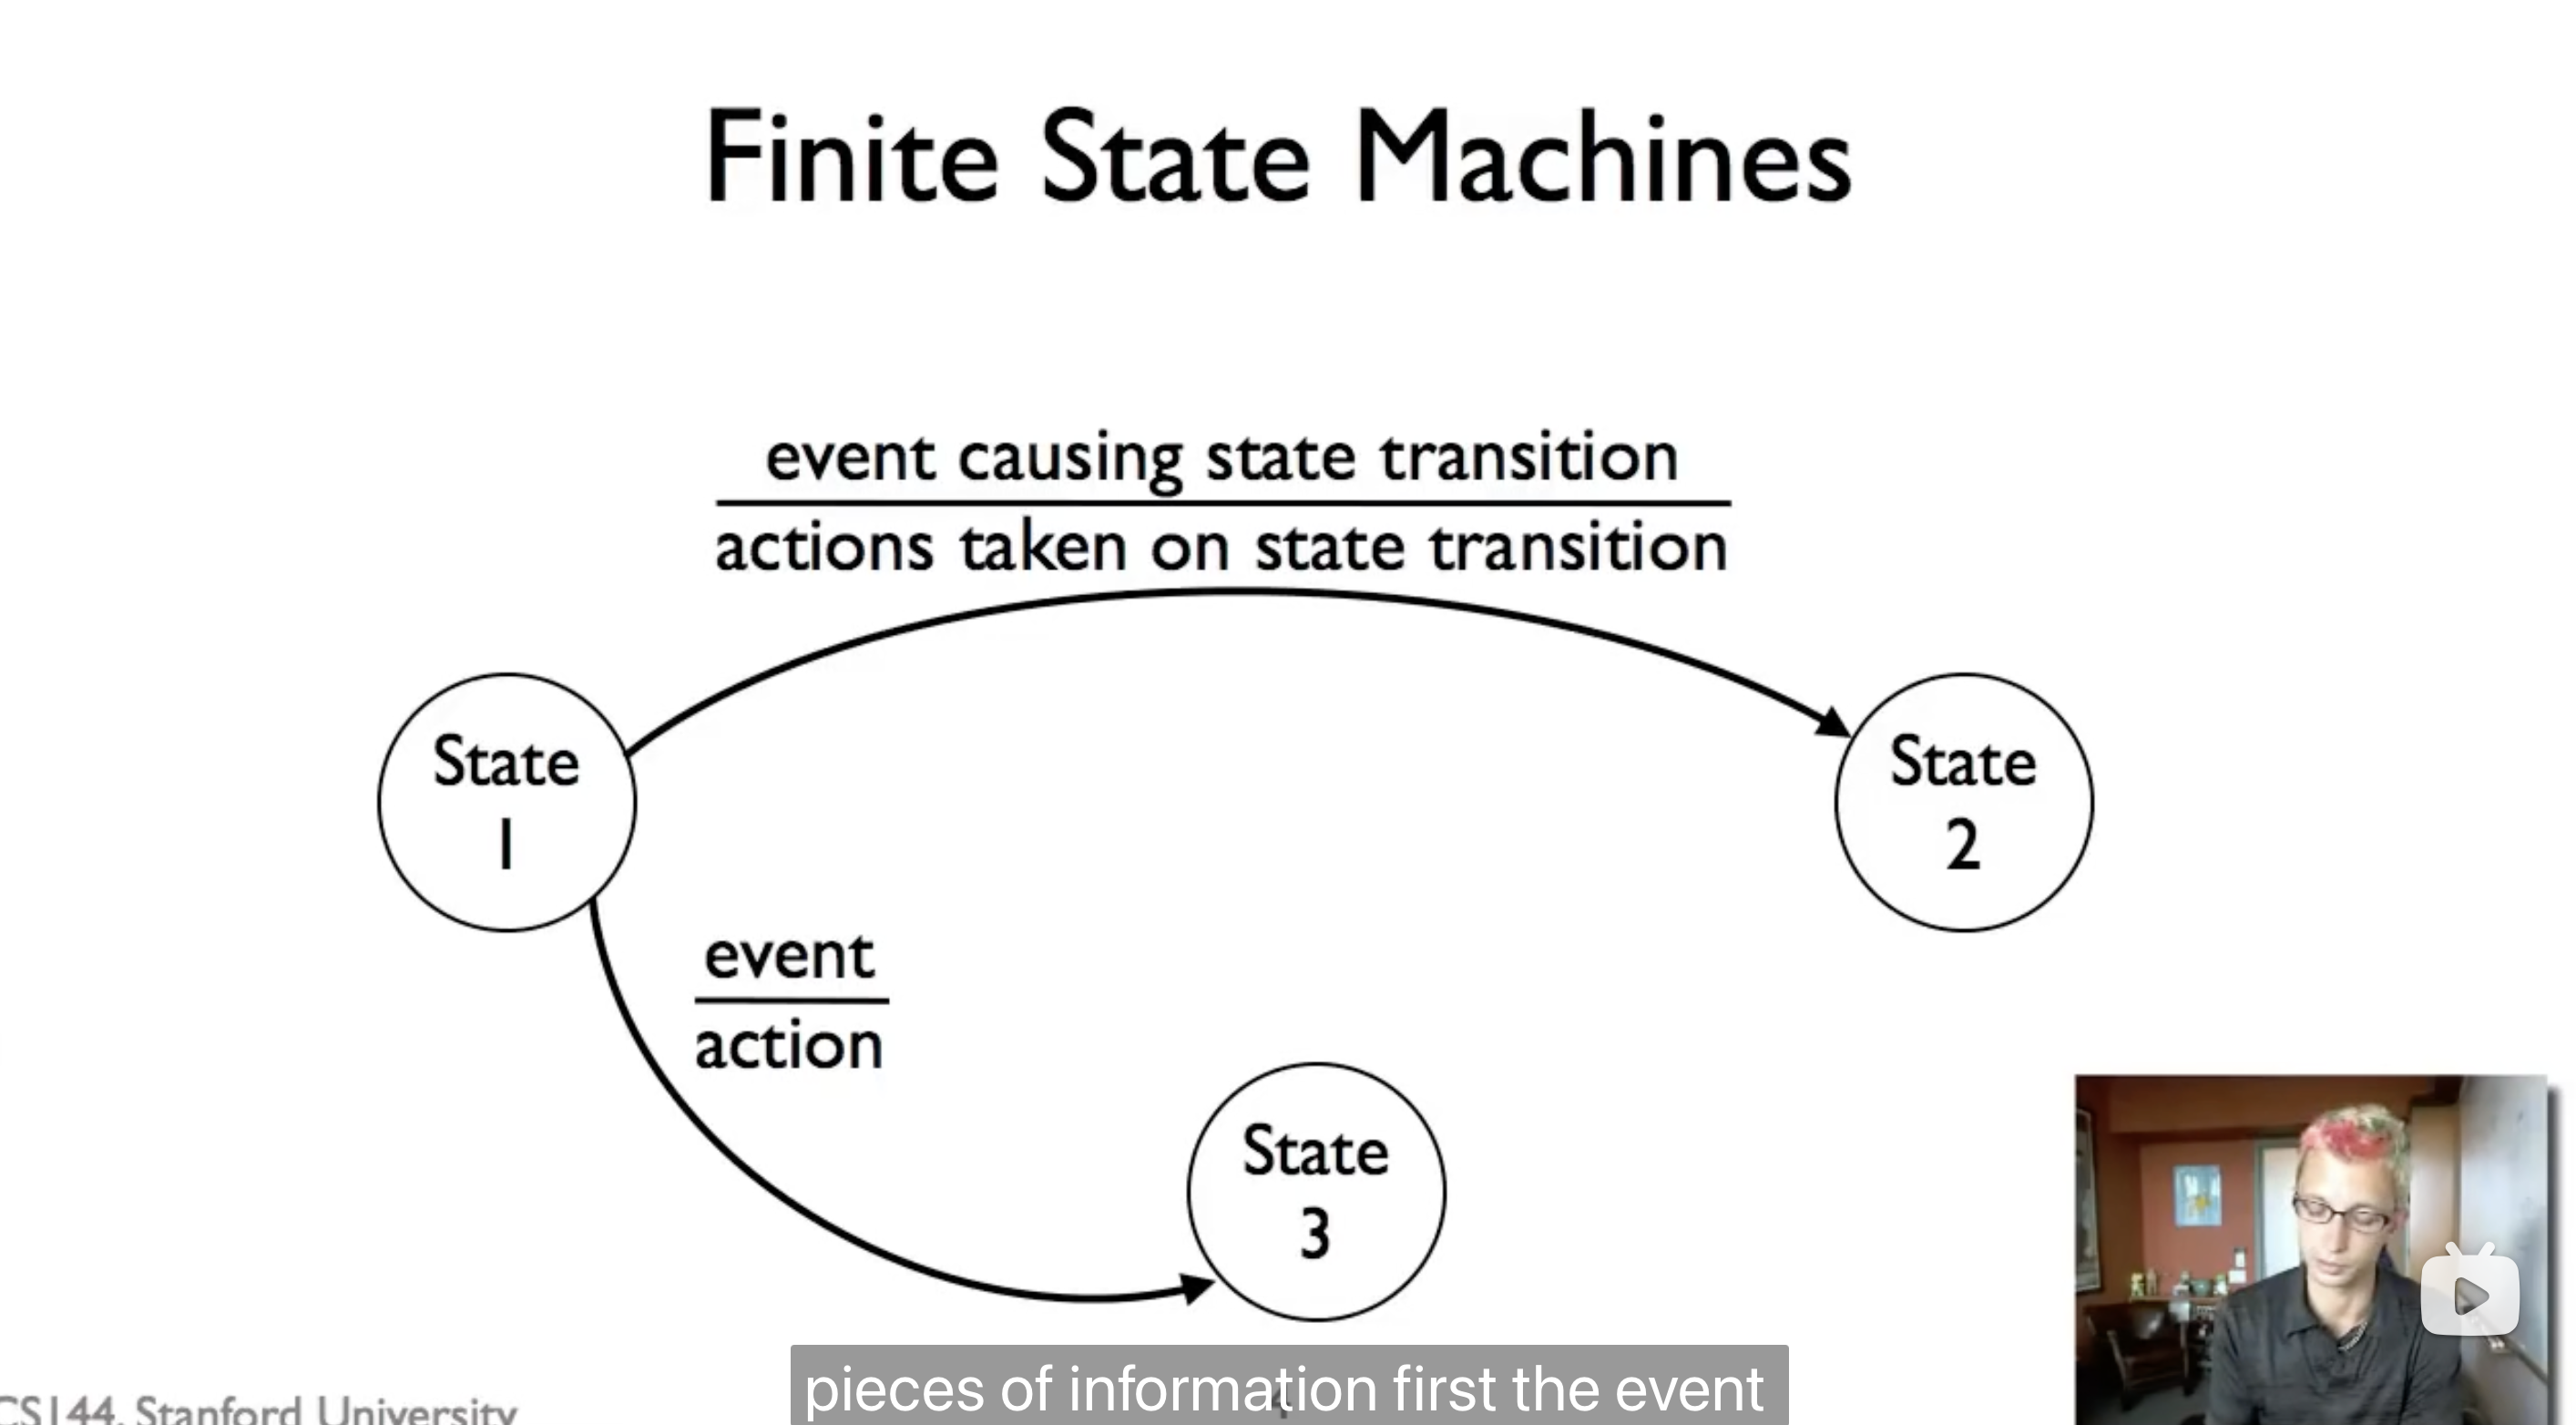 Finite State Machines
event causing state transition
actions taken on state transition
State
1
State
2
event
action
State
3
pieces of information first the event
CS144, Stanford University
4